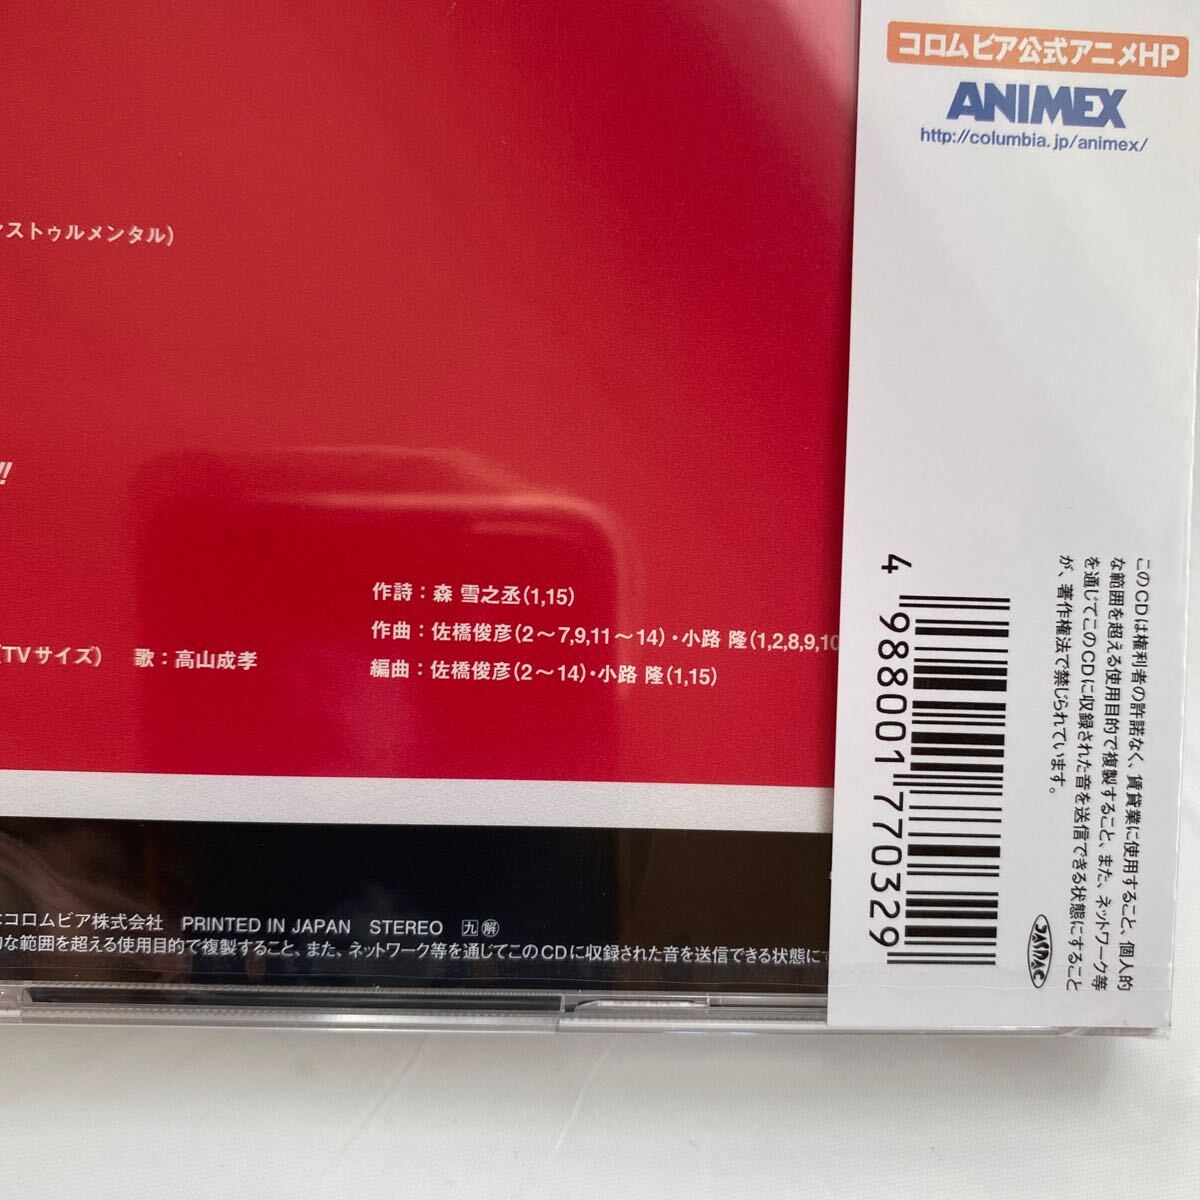 コロムビア公式アニメHP
ANIMEX
http://columbia.jp/animex/
ストゥルメンタル)
!!
作詩：森 雪之丞(1,15)
作曲：佐橋俊彦(2〜7,9,11〜14)・小路 隆(1,2,8,9,10
(TVサイズ) 歌：高山成孝
編曲：佐橋俊彦(2〜14)・小路 隆(1,15)
このCDは権利者の許諾なく、賃貸業に使用すること、個人的
な範囲を超える使用目的で複製すること、また、ネットワーク等
を通じてこのCDに収録された音を送信できる状態にすること
が、著作権法で禁じられています。
4 988001 770329
JASRAC
コロムビア株式会社 PRINTED IN JAPAN STEREO 九 解
な範囲を超える使用目的で複製すること、また、ネットワーク等を通じてこのCDに収録された音を送信できる状態にす